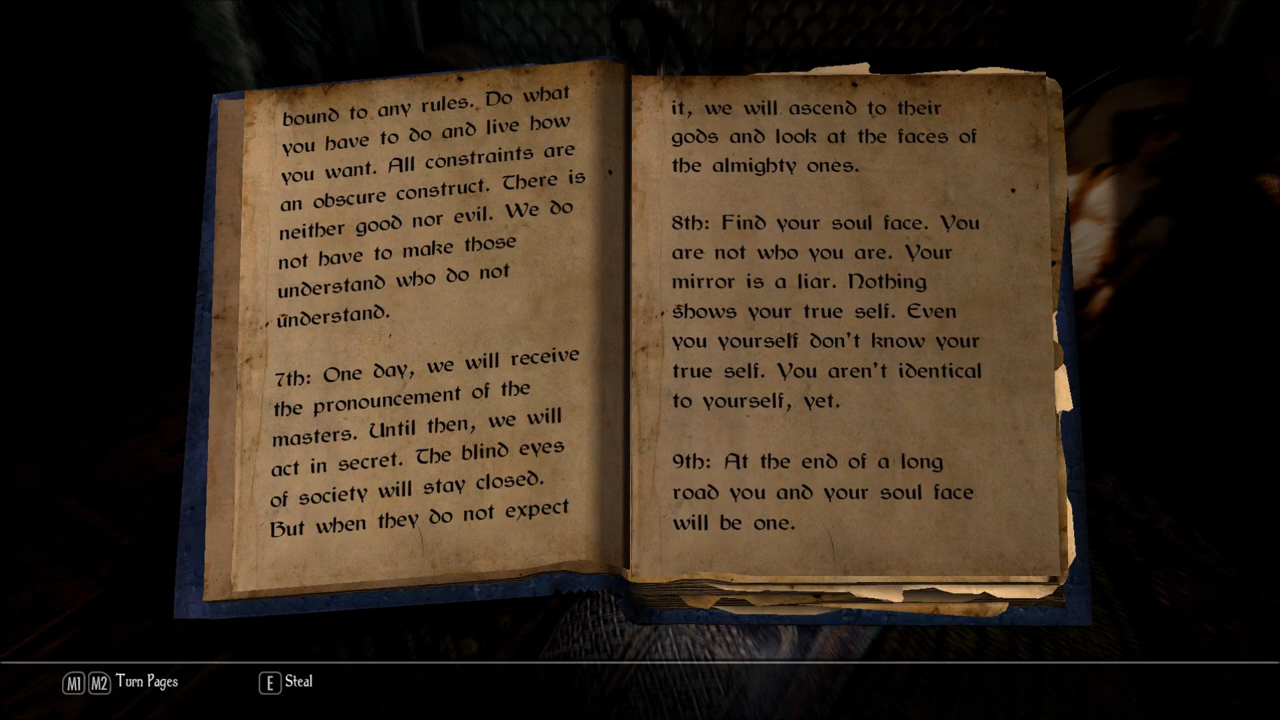 bound to any rules. Do what
you have to do and live how
you want. All constraints are
an obscure construct. There is
neither good nor evil. We do
not have to make those
understand who do not
understand.
7th: One day, we will receive
the pronouncement of the
masters. Until then, we will
act in secret. The blind eyes
of society will stay closed.
But when they do not expect
it, we will ascend to their
gods and look at the faces of
the almighty ones.
8th: Find your soul face. You
are not who you are. Your
mirror is a liar. Nothing
shows your true self. Even
you yourself don't know your
true self. You aren't identical
to yourself, yet.
9th: At the end of a long
road you and your soul face
will be one.
M1 M2 Turn Pages E Steal